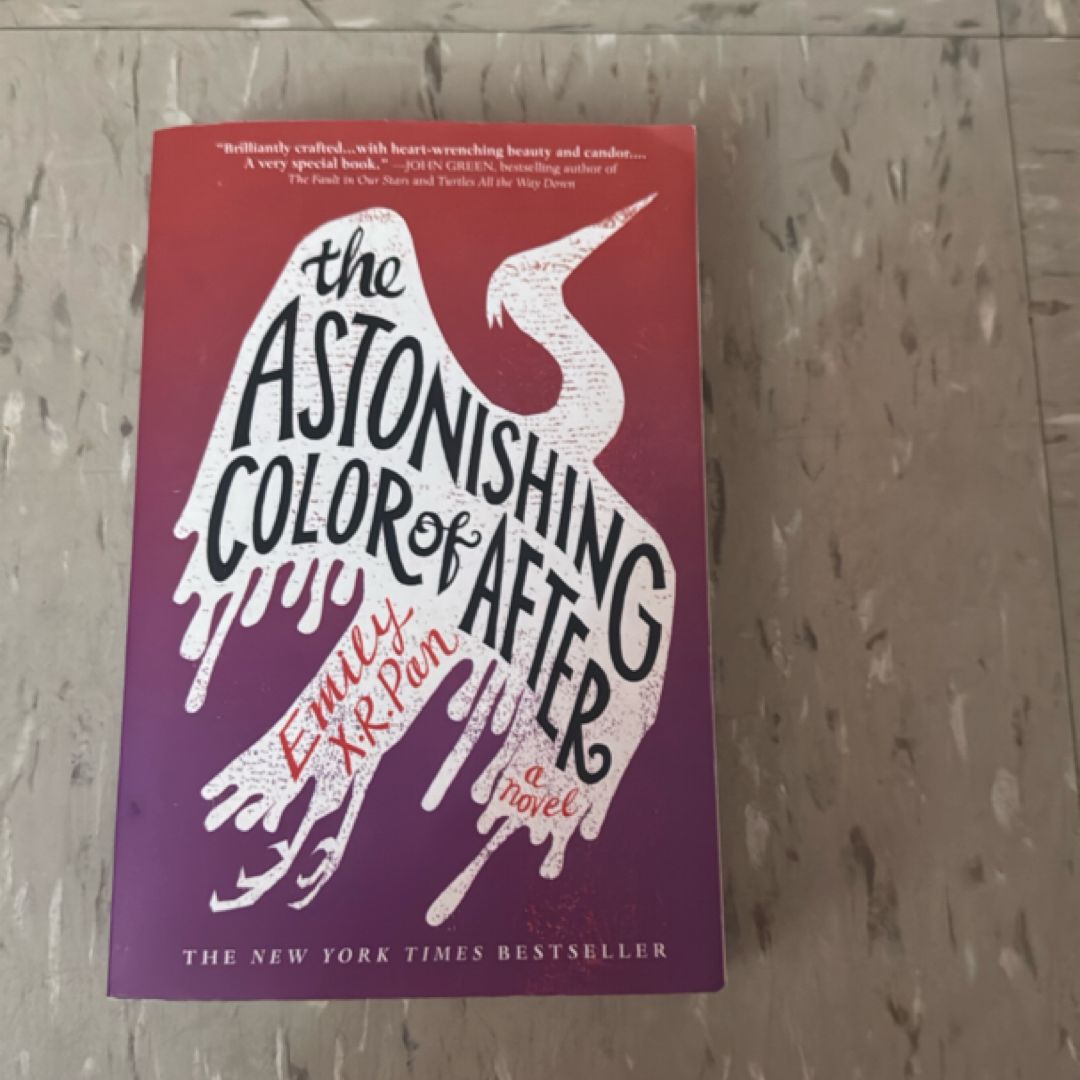 "Brilliantly crafted...with heart-wrenching beauty and candor....
A very special book." —JOHN GREEN, bestselling author of
The Fault in Our Stars and Turtles All the Way Down
the
ASTONISHING
COLOR of AFTER
Emily
X.R. Pan
a
novel
THE NEW YORK TIMES BESTSELLER